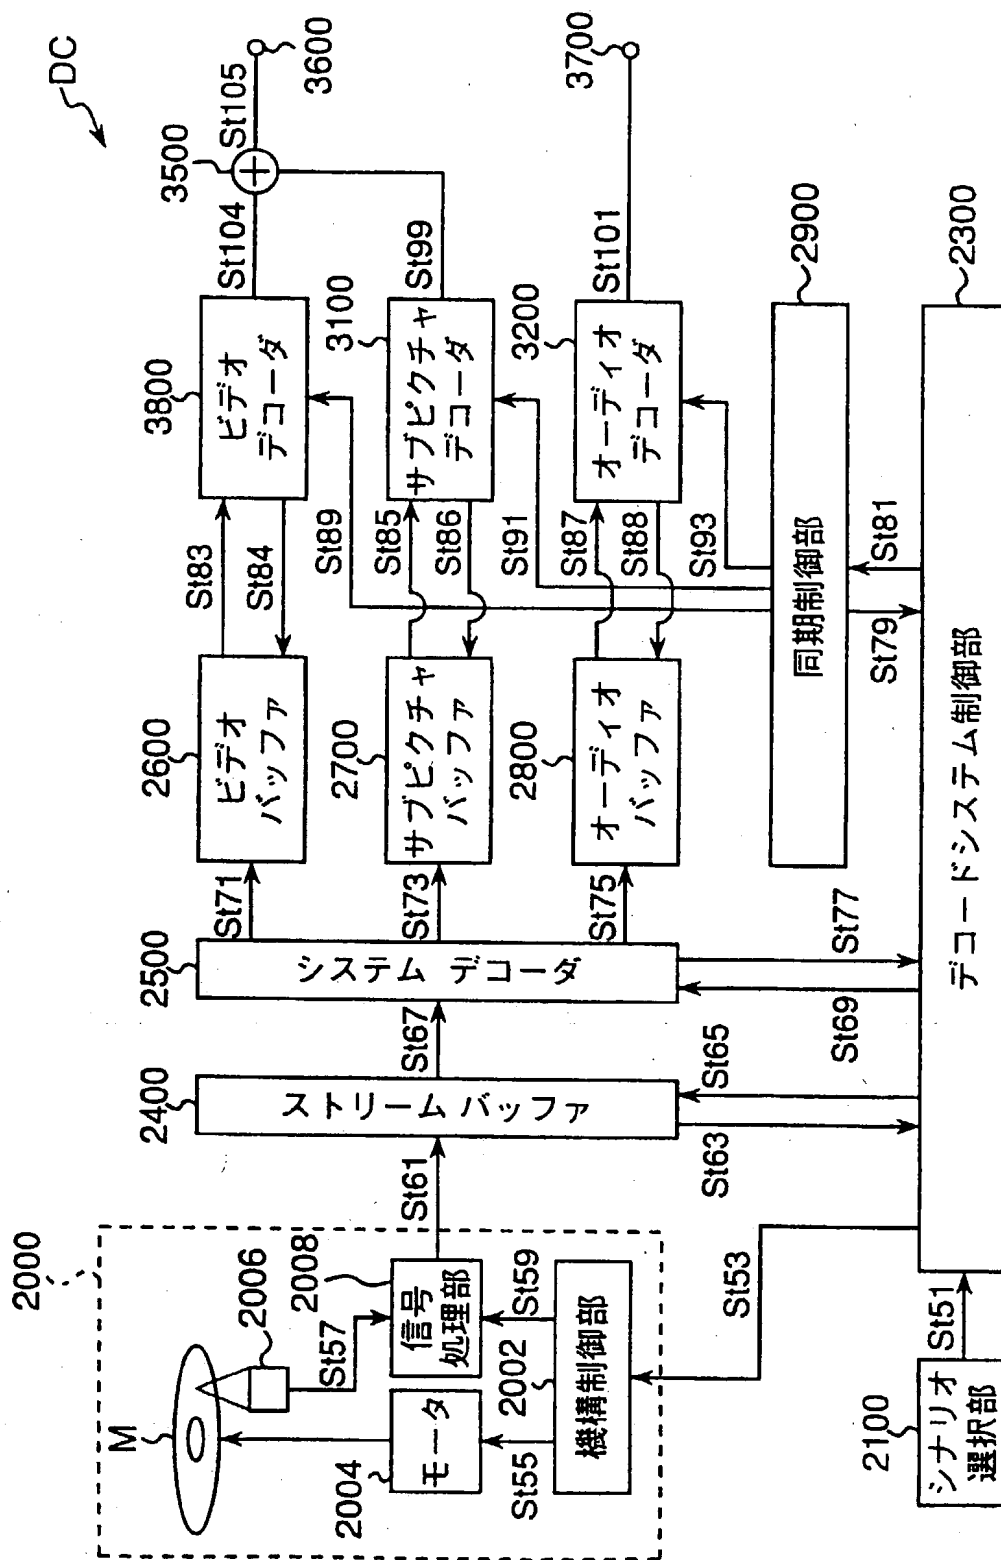 DC
2000
M
2006
2008
St57
2004
モータ
信号
処理部
St55
2002
St59
機構制御部
St53
2100
シナリオ
選択部
St51
St61
2400
ストリーム バッファ
St63
St65
St67
2500
システム デコーダ
St69
St77
St71
St73
St75
2600
ビデオ
バッファ
2700
サブピクチャ
バッファ
2800
オーディオ
バッファ
St83
St84
St89
St85
St86
St91
St87
St88
St93
3800
ビデオ
デコーダ
3100
サブピクチャ
デコーダ
3200
オーディオ
デコーダ
St104
3500
St105
3600
St99
St101
3700
2900
同期制御部
St79
St81
2300
デコードシステム制御部